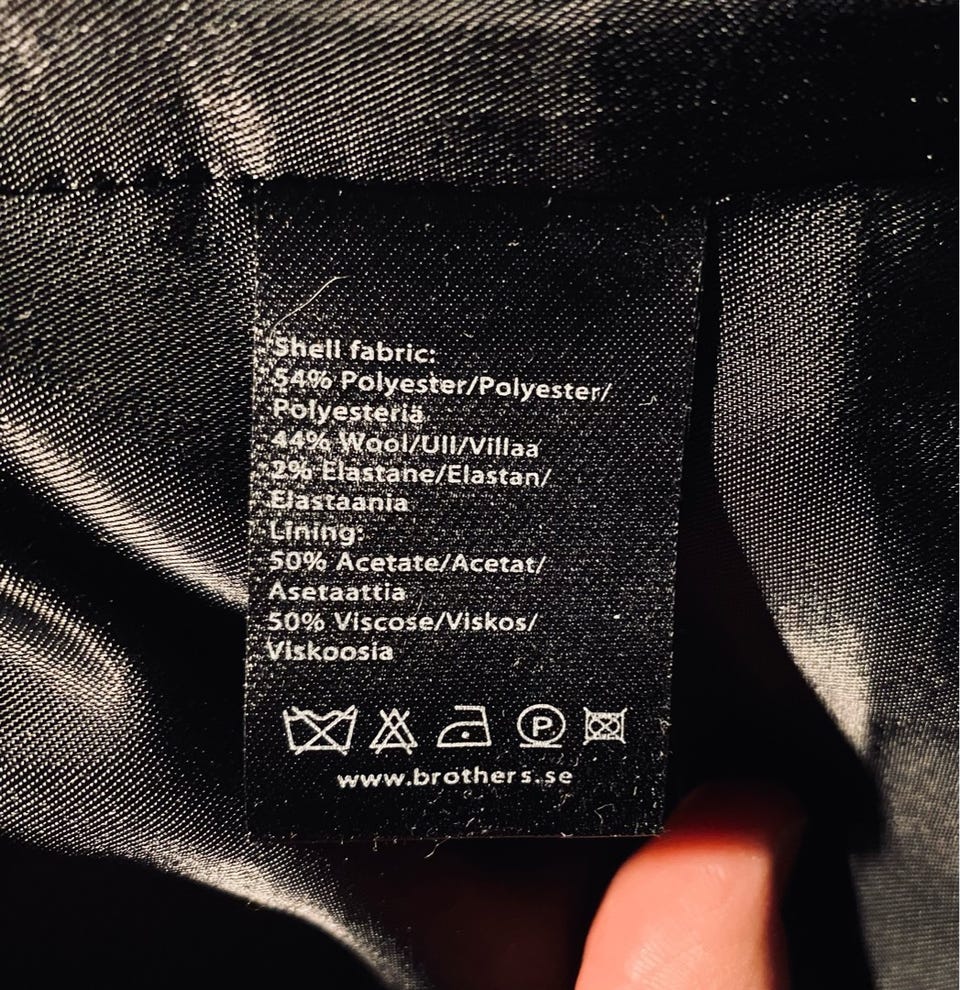 Shell fabric:
54% Polyester/Polyester/
Polyesteriä
44% Wool/Ull/Villaa
2% Elastane/Elastan/
Elastaania
Lining:
50% Acetate/Acetat/
Asetaattia
50% Viscose/Viskos/
Viskoosia
P
www.brothers.se